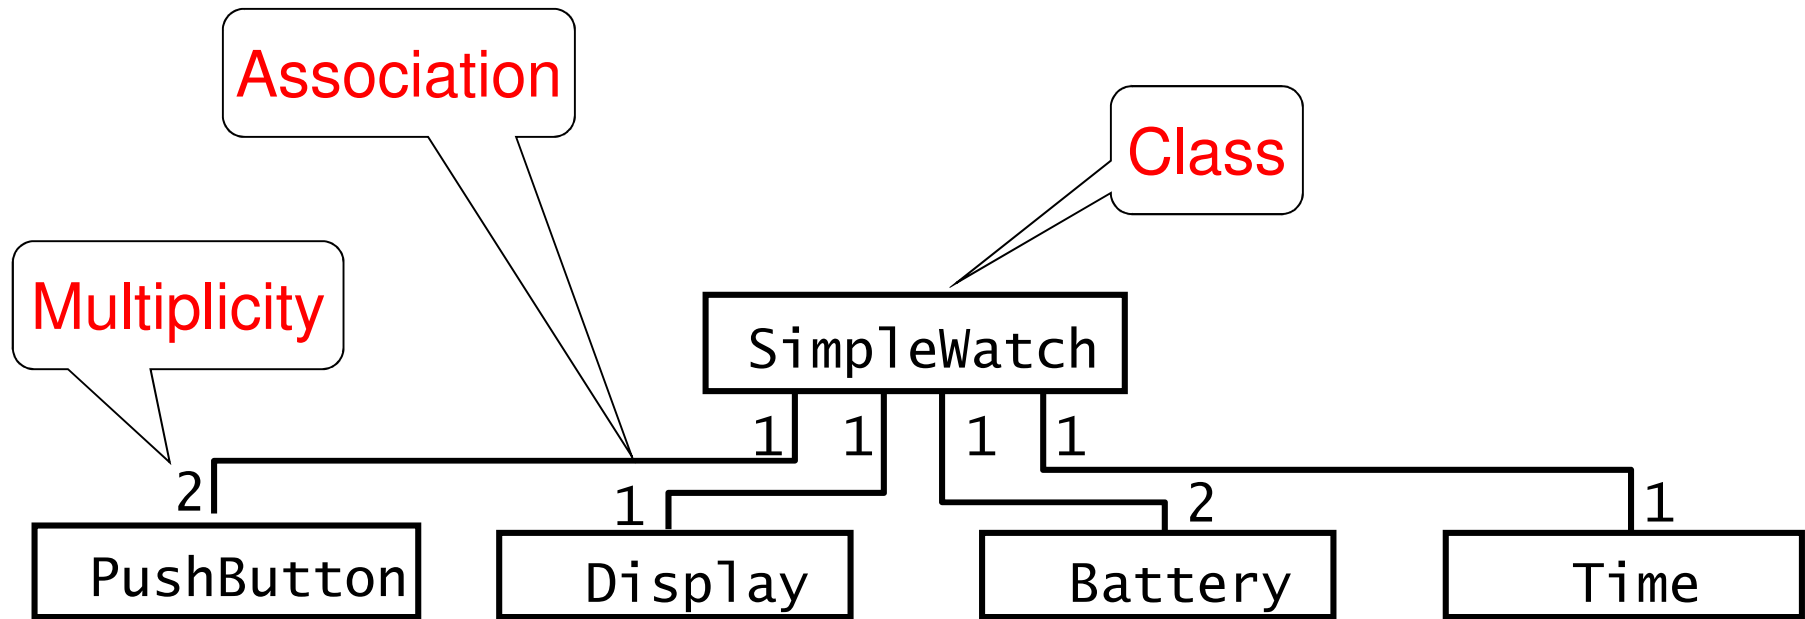 Association
Class
Multiplicity
SimpleWatch
1 1 1 1
2 1 2 1
PushButton Display Battery Time